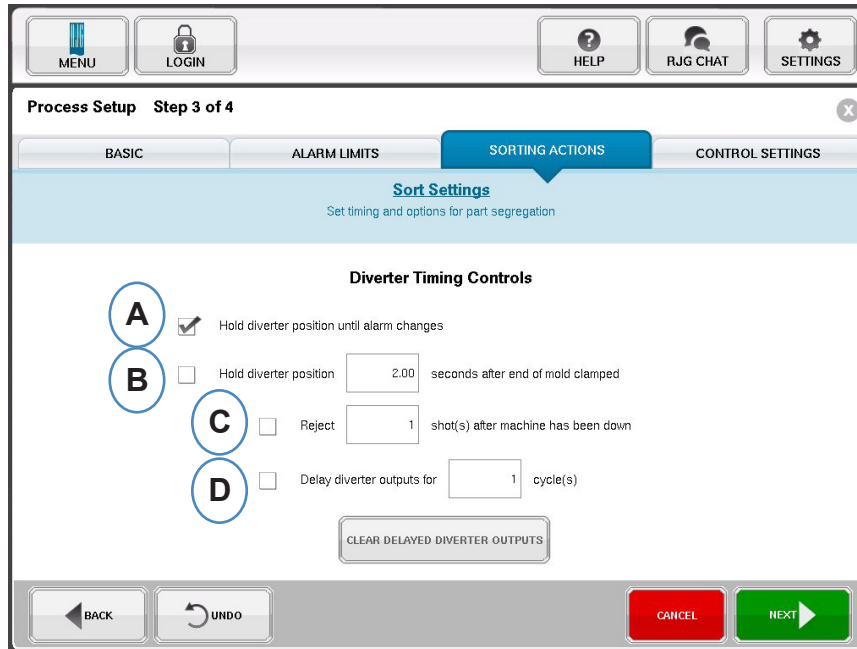 MENU
LOGIN
HELP
RJG CHAT
SETTINGS
Process Setup Step 3 of 4
X
BASIC
ALARM LIMITS
SORTING ACTIONS
CONTROL SETTINGS
Sort Settings
Set timing and options for part segregation
Diverter Timing Controls
A
Hold diverter position until alarm changes
B
Hold diverter position 2.00 seconds after end of mold clamped
C
Reject 1 shot(s) after machine has been down
D
Delay diverter outputs for 1 cycle(s)
CLEAR DELAYED DIVERTER OUTPUTS
BACK
UNDO
CANCEL
NEXT